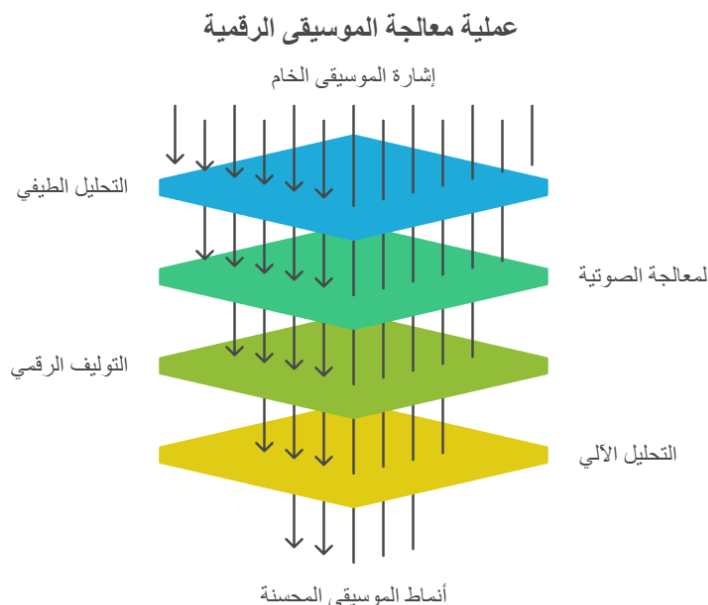 عملية معالجة الموسيقى الرقمية
إشارة الموسيقى الخام
التحليل الطيفي
لمعالجة الصوتية
التوليف الرقمي
التحليل الآلي
أنماط الموسيقى المحسنة